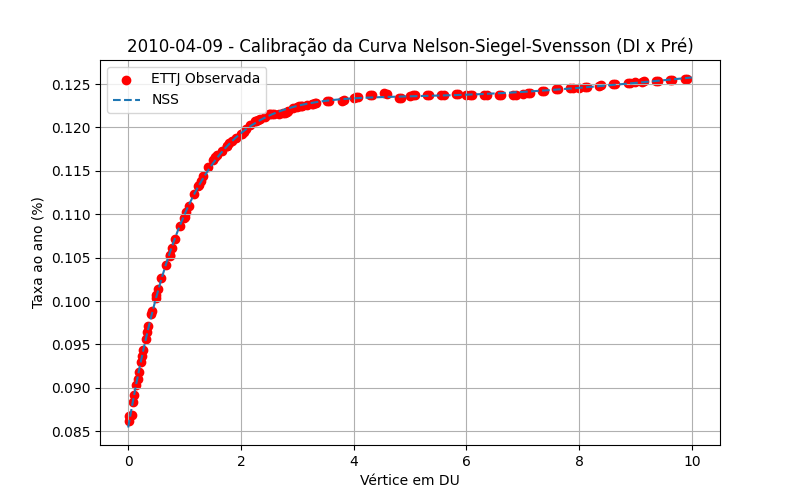 2010-04-09 - Calibração da Curva Nelson-Siegel-Svensson (DI x Pré)
ETTJ Observada
NSS
Taxa ao ano (%)
0.125
0.120
0.115
0.110
0.105
0.100
0.095
0.090
0.085
0 2 4 6 8 10
Vértice em DU